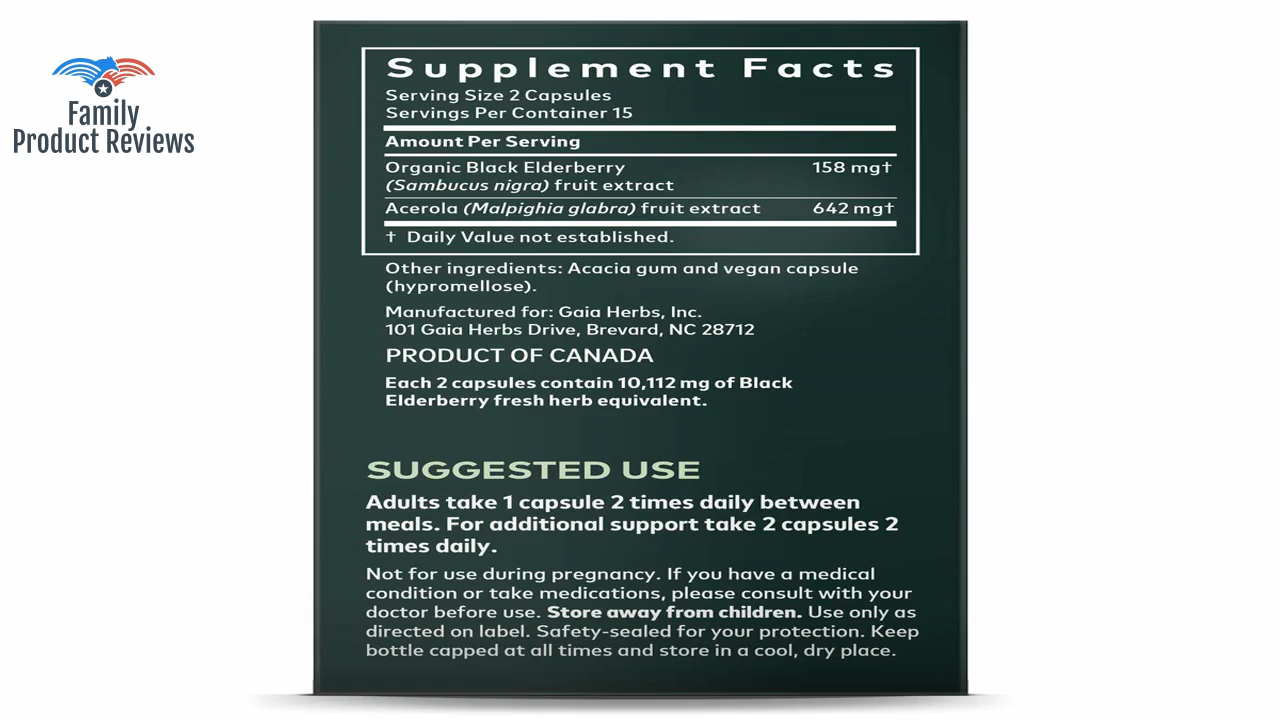 Family
Product Reviews
Supplement Facts
Serving Size 2 Capsules
Servings Per Container 15
Amount Per Serving
Organic Black Elderberry 158 mg†
(Sambucus nigra) fruit extract
Acerola (Malpighia glabra) fruit extract 642 mg†
† Daily Value not established.
Other ingredients: Acacia gum and vegan capsule
(hypromellose).
Manufactured for: Gaia Herbs, Inc.
101 Gaia Herbs Drive, Brevard, NC 28712
PRODUCT OF CANADA
Each 2 capsules contain 10,112 mg of Black
Elderberry fresh herb equivalent.
SUGGESTED USE
Adults take 1 capsule 2 times daily between
meals. For additional support take 2 capsules 2
times daily.
Not for use during pregnancy. If you have a medical
condition or take medications, please consult with your
doctor before use. Store away from children. Use only as
directed on label. Safety-sealed for your protection. Keep
bottle capped at all times and store in a cool, dry place.